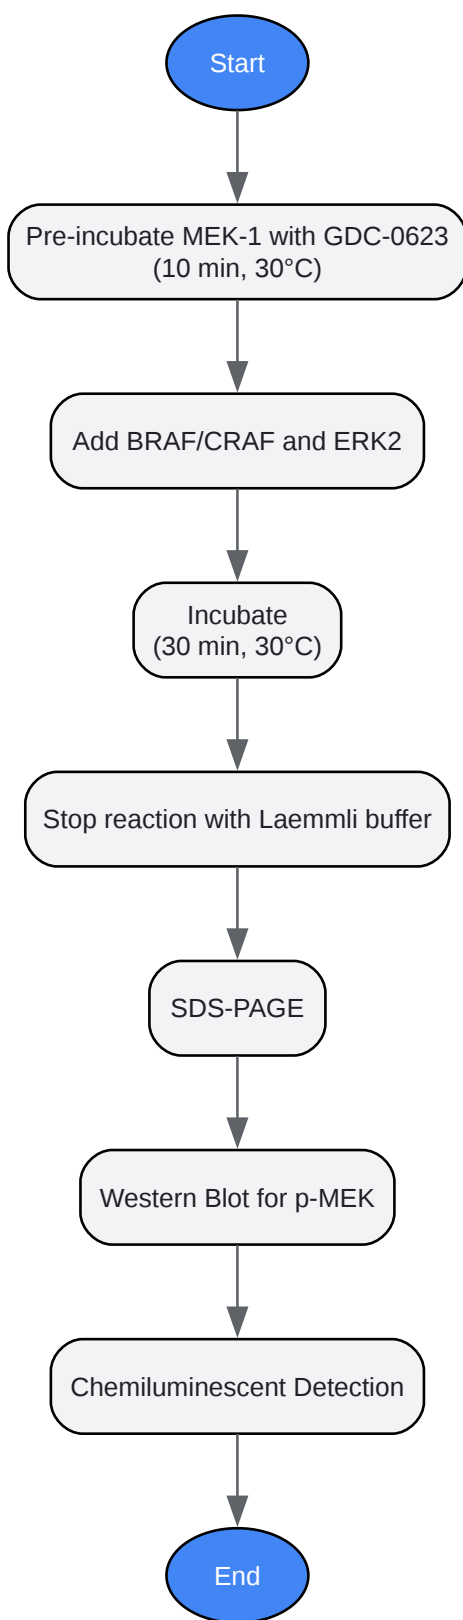 Start
Pre-incubate MEK-1 with GDC-0623
(10 min, 30°C)
Add BRAF/CRAF and ERK2
Incubate
(30 min, 30°C)
Stop reaction with Laemmli buffer
SDS-PAGE
Western Blot for p-MEK
Chemiluminescent Detection
End